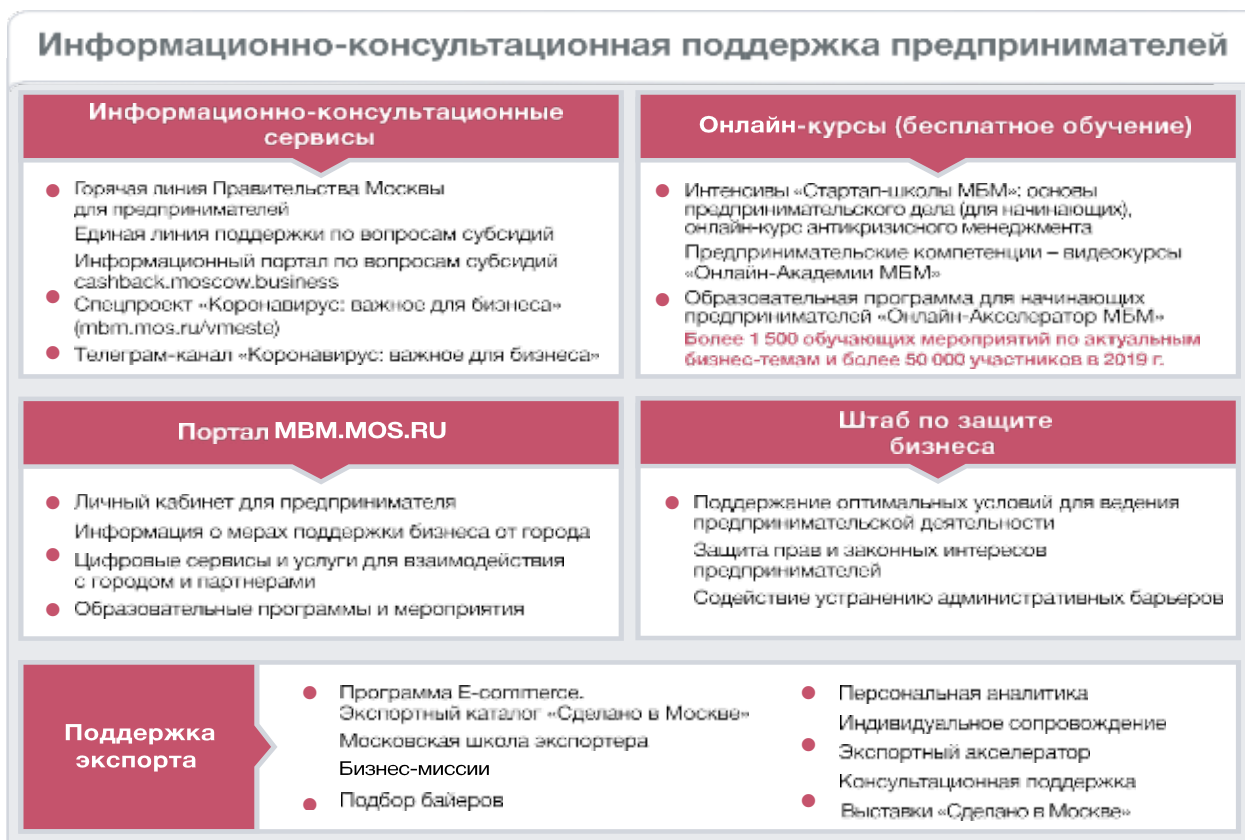 Информационно-консультационная поддержка предпринимателей
Информационно-консультационные
сервисы
Горячая линия Правительства Москвы
для предпринимателей
Единая линия поддержки по вопросам субсидий
Информационный портал по вопросам субсидий
cashback.moscow.business
Спецпроект «Коронавирус: важное для бизнеса»
(mbm.mos.ru/vmeste)
Телеграм-канал «Коронавирус: важное для бизнеса»
Онлайн-курсы (бесплатное обучение)
Интенсивы «Стартап-школы МБМ»: основы
предпринимательского дела (для начинающих),
онлайн-курс антикризисного менеджмента
Предпринимательские компетенции – видеокурсы
«Онлайн-Академии МБМ»
Образовательная программа для начинающих
предпринимателей «Онлайн-Акселератор МБМ»
Более 1 500 обучающих мероприятий по актуальным
бизнес-темам и более 50 000 участников в 2019 г.
Портал MBM.MOS.RU
Личный кабинет для предпринимателя
Информация о мерах поддержки бизнеса от города
Цифровые сервисы и услуги для взаимодействия
с городом и партнерами
Образовательные программы и мероприятия
Штаб по защите
бизнеса
Поддержание оптимальных условий для ведения
предпринимательской деятельности
Защита прав и законных интересов
предпринимателей
Содействие устранению административных барьеров
Поддержка
экспорта
Программа E-commerce.
Экспортный каталог «Сделано в Москве»
Московская школа экспортера
Бизнес-миссии
Подбор байеров
Персональная аналитика
Индивидуальное сопровождение
Экспортный акселератор
Консультационная поддержка
Выставки «Сделано в Москве»